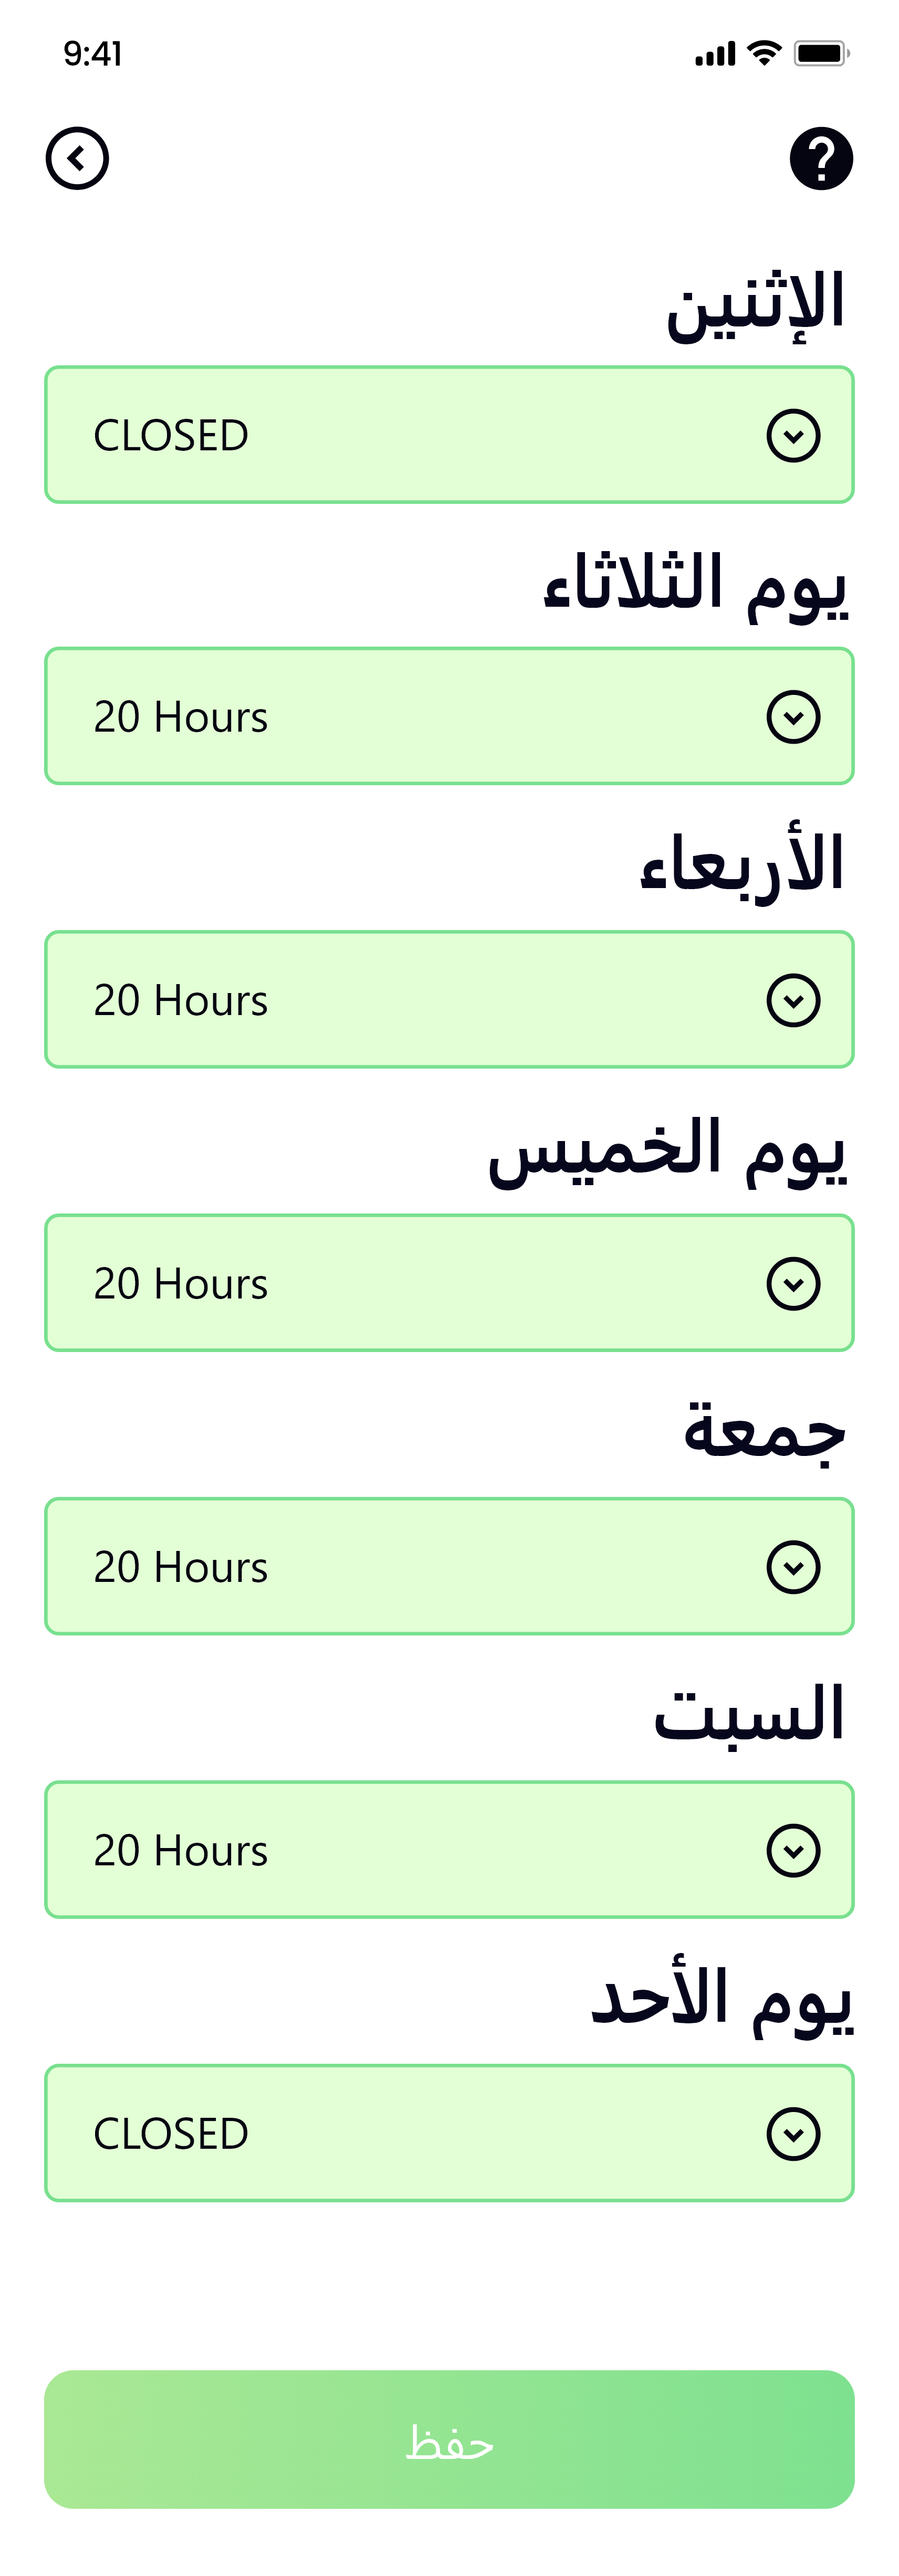 9:41
الإثنين
CLOSED
يوم الثلاثاء
20 Hours
الأربعاء
20 Hours
يوم الخميس
20 Hours
جمعة
20 Hours
السبت
20 Hours
يوم الأحد
CLOSED
حفظ